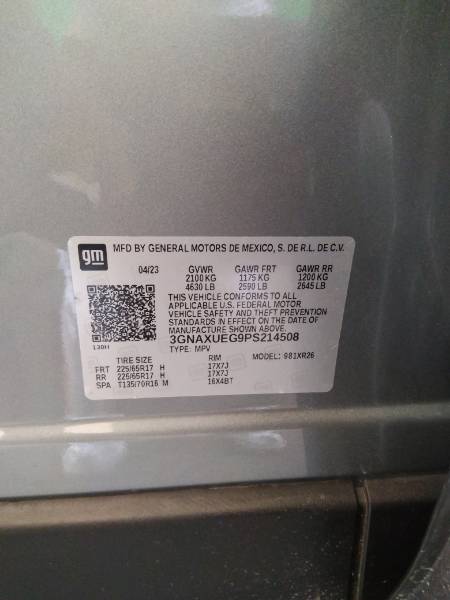 gm
MFD BY GENERAL MOTORS DE MEXICO, S. DE R.L. DE C.V.
04/23 GVWR GAWR FRT GAWR RR
2100 KG 1175 KG 1200 KG
4630 LB 2590 LB 2645 LB
THIS VEHICLE CONFORMS TO ALL
APPLICABLE U.S. FEDERAL MOTOR
VEHICLE SAFETY AND THEFT PREVENTION
STANDARDS IN EFFECT ON THE DATE OF
MANUFACTURE SHOWN ABOVE.
3GNAXUEG9PS214508
TYPE: MPV MODEL: 981XR26
TIRE SIZE RIM
FRT 225/65R17 H 17X7J
RR 225/65R17 H 17X7J
SPA T135/70R16 M 16X4BT